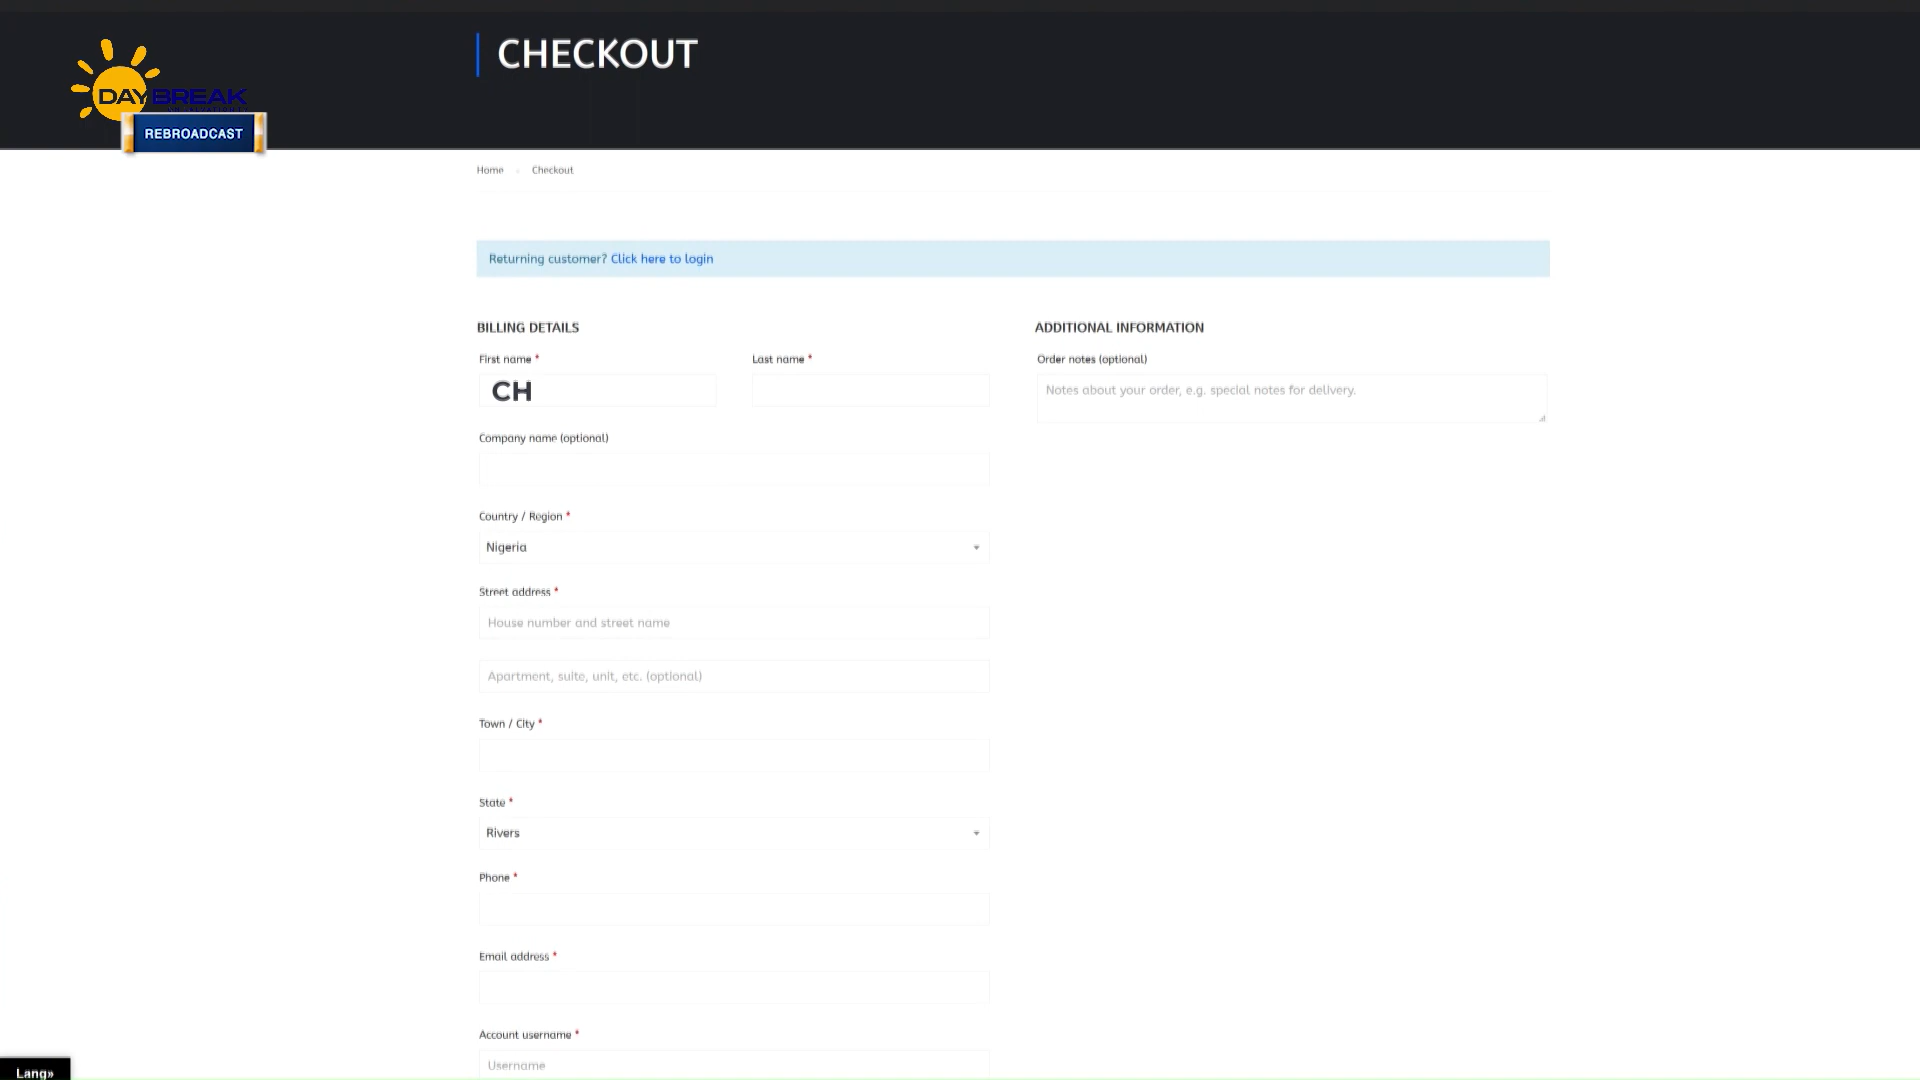 CHECKOUT
DAYBREAK
REBROADCAST
Home
Checkout
Returning customer? Click here to login
BILLING DETAILS
First name *
Last name *
CH
Company name (optional)
Country / Region *
Nigeria
Street address *
House number and street name
Apartment, suite, unit, etc. (optional)
Town / City *
State *
Rivers
Phone *
Email address *
Account username *
Username
ADDITIONAL INFORMATION
Order notes (optional)
Notes about your order, e.g. special notes for delivery.
Lang»